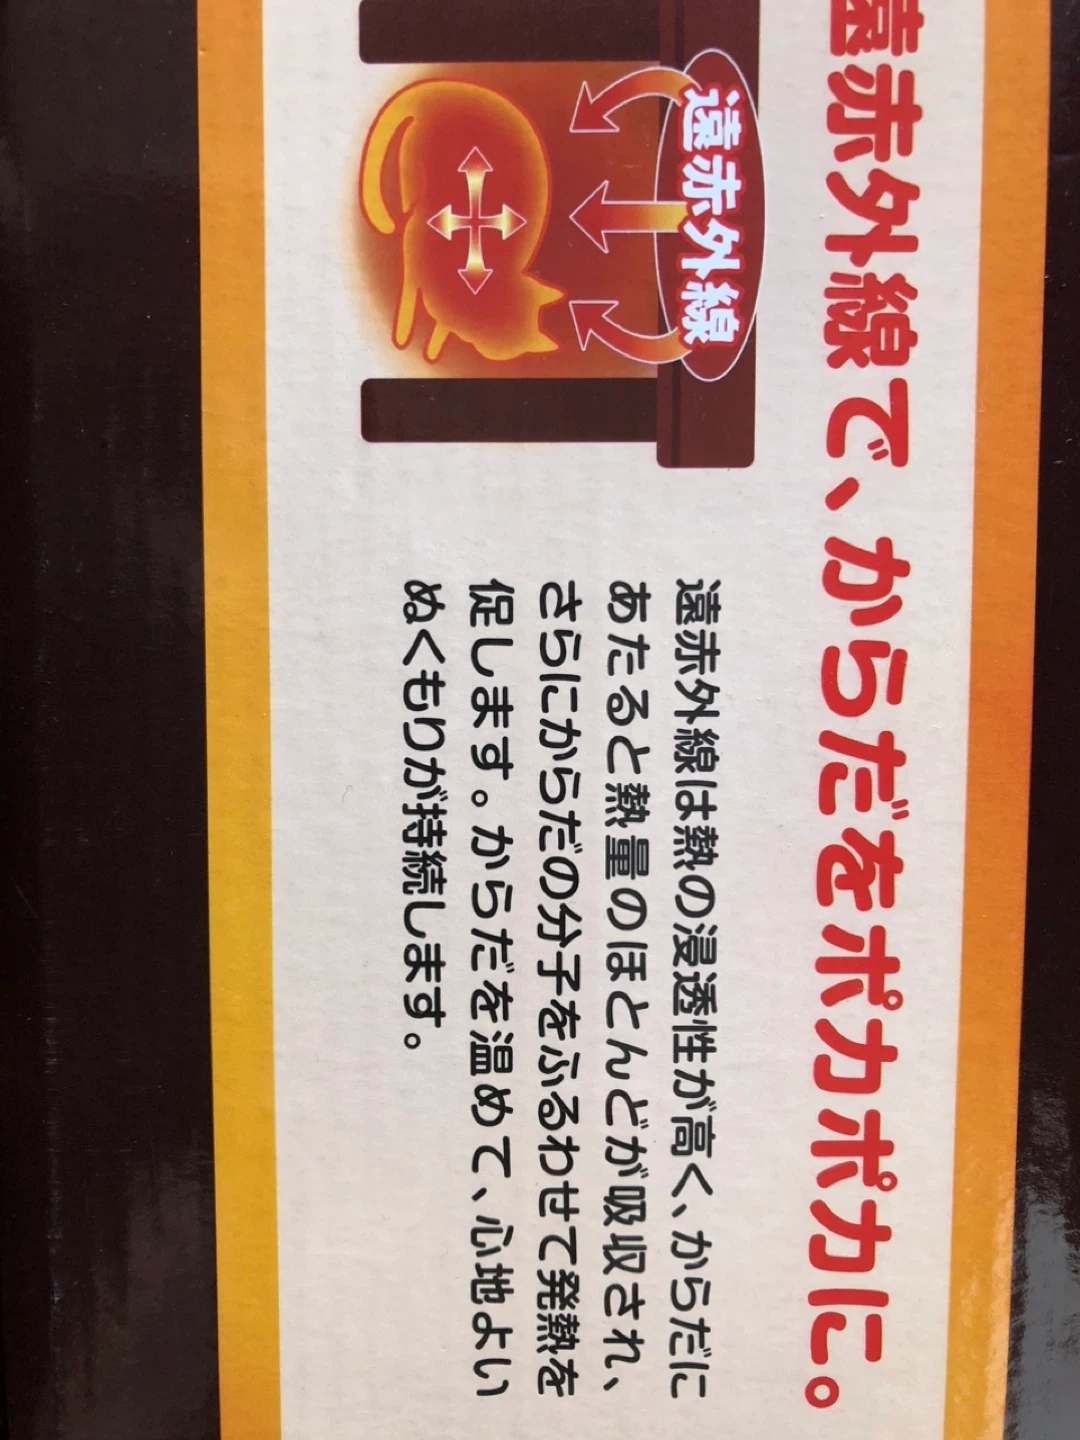 遠赤外線で、からだをポカポカに。
遠赤外線
遠赤外線は熱の浸透性が高く、からだに
あたると熱量のほとんどが吸収され、
さらにからだの分子をふるわせて発熱を
促します。からだを温めて、心地よい
ぬくもりが持続します。